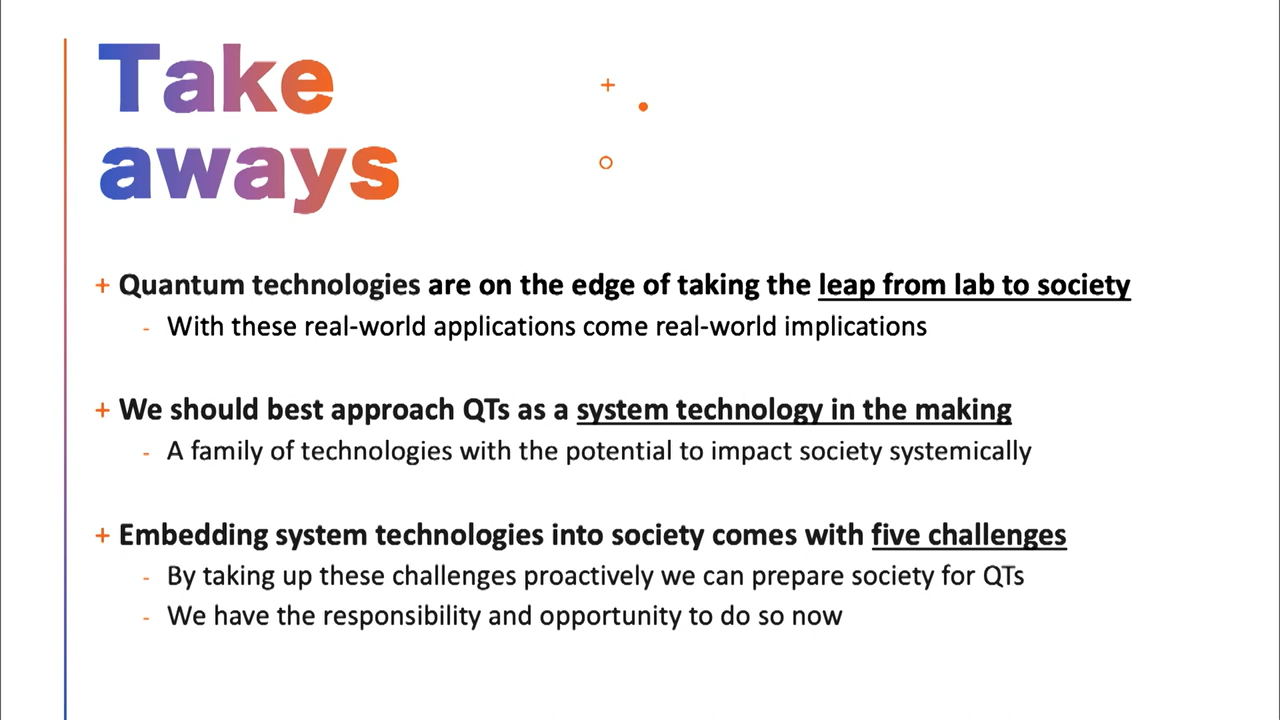 Take
aways
+ Quantum technologies are on the edge of taking the leap from lab to society
- With these real-world applications come real-world implications
+ We should best approach QTs as a system technology in the making
- A family of technologies with the potential to impact society systemically
+ Embedding system technologies into society comes with five challenges
- By taking up these challenges proactively we can prepare society for QTs
- We have the responsibility and opportunity to do so now